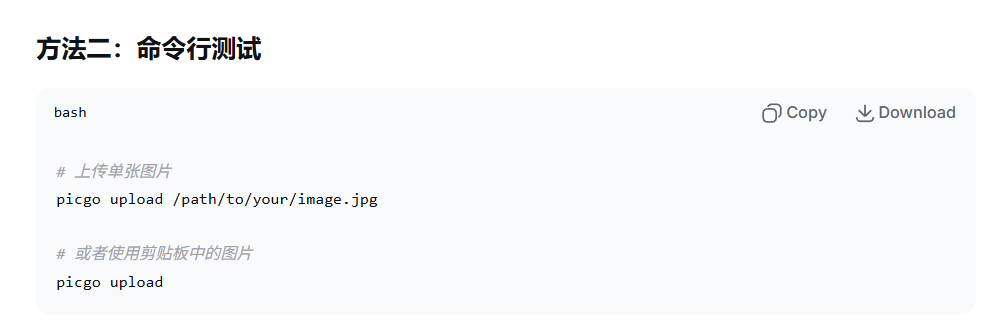 方法二：命令行测试
bash
Copy
Download
# 上传单张图片
picgo upload /path/to/your/image.jpg
# 或者使用剪贴板中的图片
picgo upload